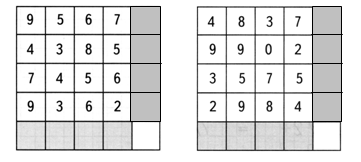 9 5 6 7
4 3 8 5
7 4 5 6
9 3 6 2
4 8 3 7
9 9 0 2
3 5 7 5
2 9 8 4